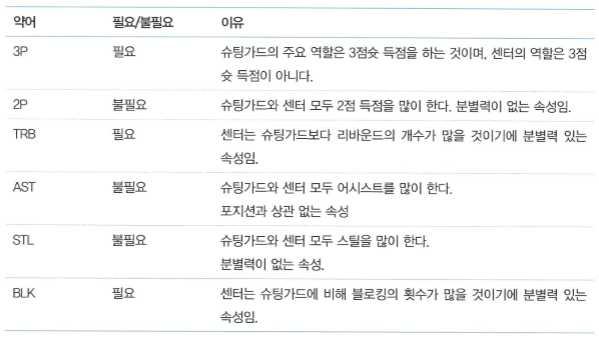 약어 필요/불필요 이유
3P 필요 슈팅가드의 주요 역할은 3점슛 득점을 하는 것이며, 센터의 역할은 3점
슛 득점이 아니다.
2P 불필요 슈팅가드와 센터 모두 2점 득점을 많이 한다. 분별력이 없는 속성임.
TRB 필요 센터는 슈팅가드보다 리바운드의 개수가 많을 것이기에 분별력 있는
속성임.
AST 불필요 슈팅가드와 센터 모두 어시스트를 많이 한다.
포지션과 상관 없는 속성
STL 불필요 슈팅가드와 센터 모두 스틸을 많이 한다.
분별력이 없는 속성.
BLK 필요 센터는 슈팅가드에 비해 블로킹의 횟수가 많을 것이기에 분별력 있는
속성임.